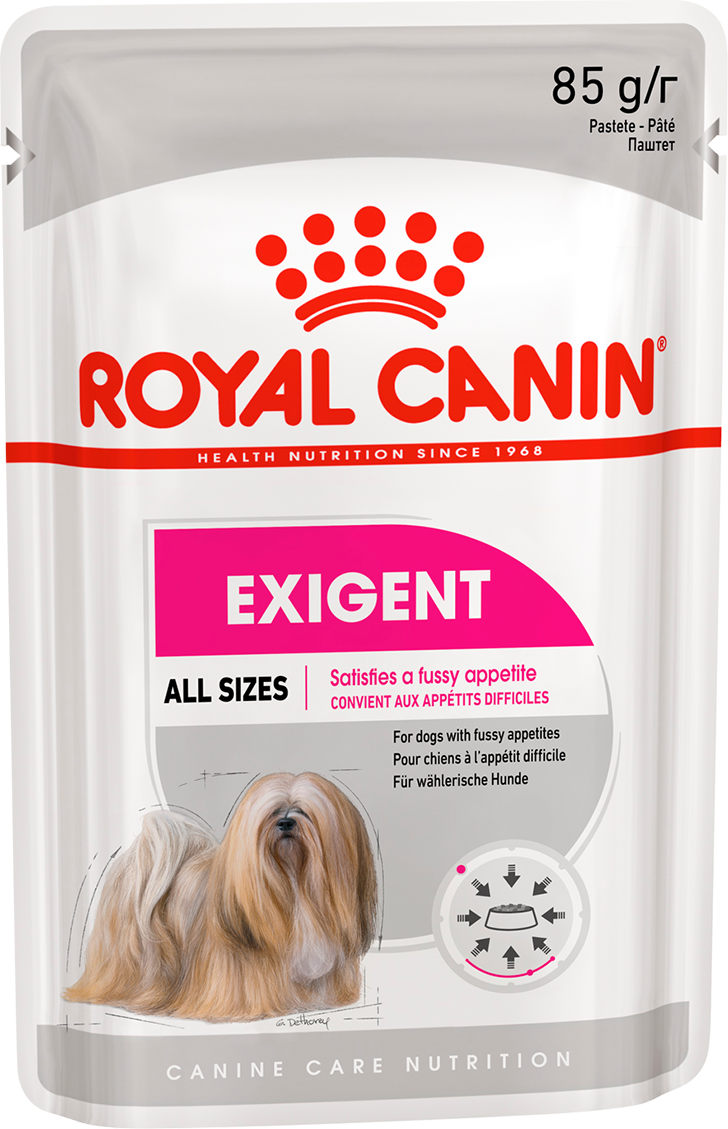 85 g/г
Pastete - Pâté
Паштет
ROYAL CANIN®
HEALTH NUTRITION SINCE 1968
EXIGENT
ALL SIZES
Satisfies a fussy appetite
CONVIENT AUX APPÉTITS DIFFICILES
For dogs with fussy appetites
Pour chiens à l'appétit difficile
Für wählerische Hunde
G. Dethorey
CANINE CARE NUTRITION